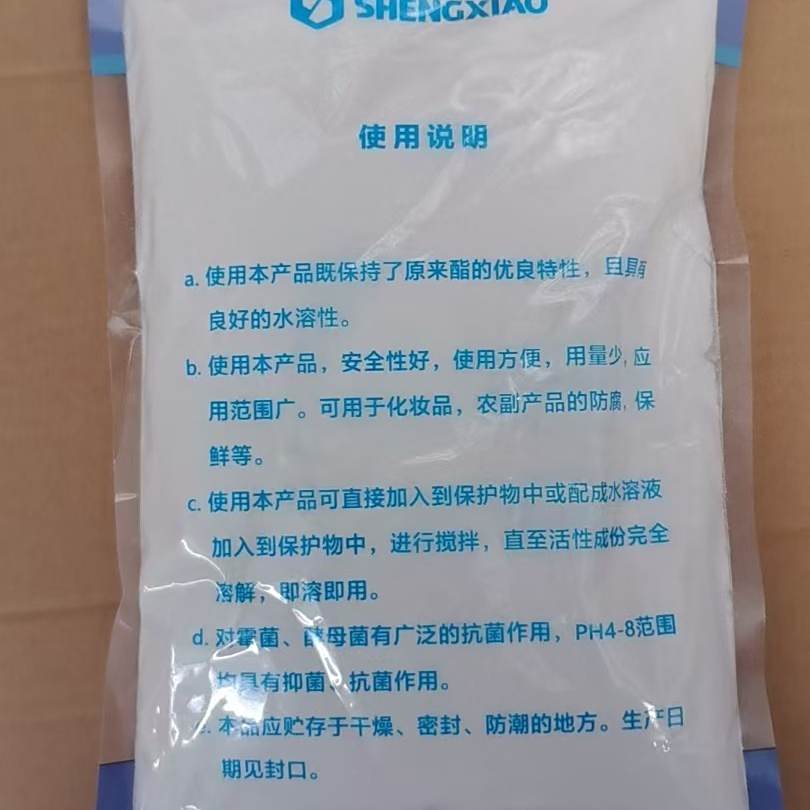 SHENGXIAO
使用说明
a. 使用本产品既保持了原来酯的优良特性，且具有
良好的水溶性。
b. 使用本产品，安全性好，使用方便，用量少，应
用范围广。可用于化妆品，农副产品的防腐，保
鲜等。
c. 使用本产品可直接加入到保护物中或配成水溶液
加入到保护物中，进行搅拌，直至活性成份完全
溶解，即溶即用。
d. 对霉菌、酵母菌有广泛的抗菌作用，PH4-8范围
均具有抑菌、抗菌作用。
e. 本品应贮存于干燥、密封、防潮的地方。生产日
期见封口。